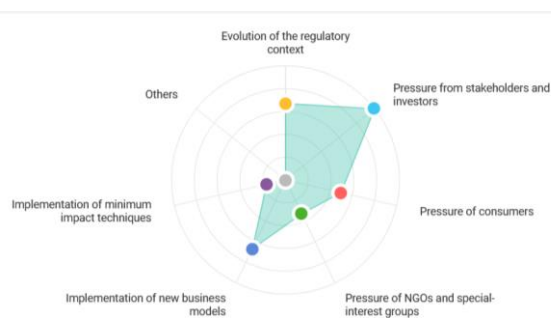 Evolution of the regulatory
context
Pressure from stakeholders and
investors
Others
Implementation of minimum
impact techniques
Pressure of consumers
Implementation of new business
models
Pressure of NGOs and special-
interest groups